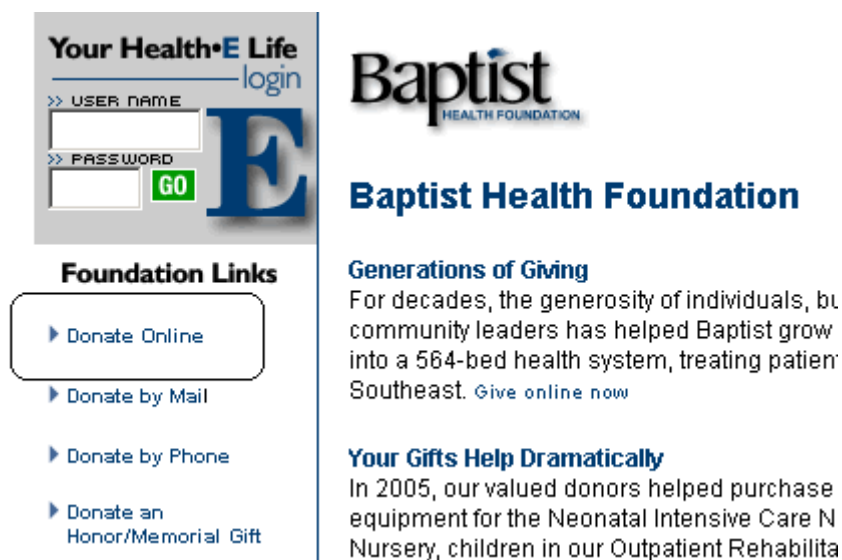 Your Health•E Life
login
>> USER NAME
>> PASSWORD
GO
E
Foundation Links
Donate Online
Donate by Mail
Donate by Phone
Donate an
Honor/Memorial Gift
Baptist
HEALTH FOUNDATION
Baptist Health Foundation
Generations of Giving
For decades, the generosity of individuals,
community leaders has helped Baptist grow
into a 564-bed health system, treating
Southeast. Give online now
Your Gifts Help Dramatically
In 2005, our valued donors helped purchase
equipment for the Neonatal Intensive Care
Nursery, children in our Outpatient